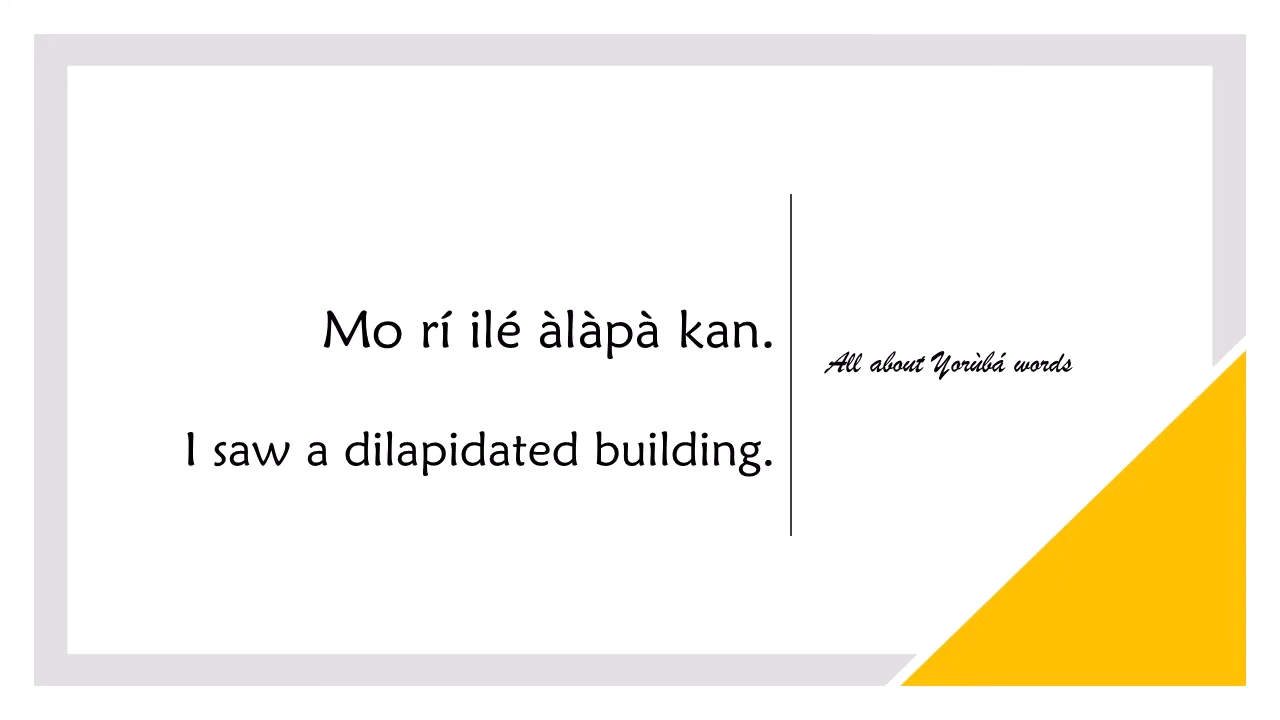 Mo rí ilé àlàpà kan.
I saw a dilapidated building.
All about Yorùbá words